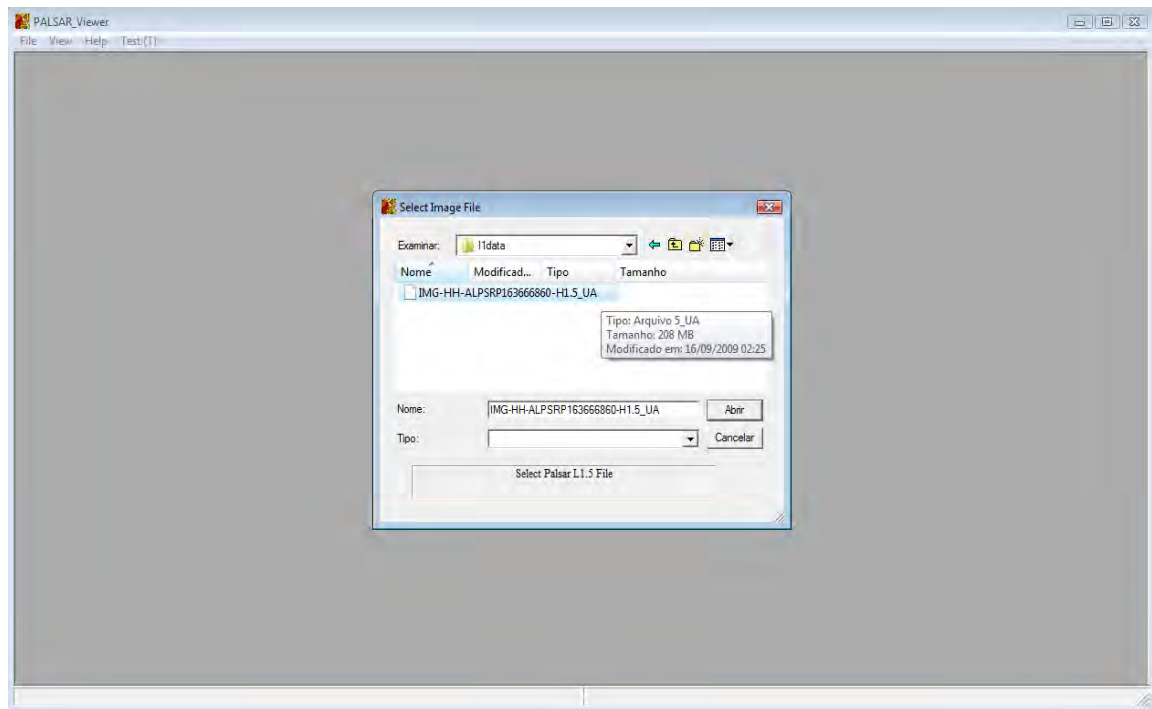 PALSAR_Viewer
File View Help Test (T)
Select Image File
Examinar: l1data
Nome Modificad... Tipo Tamanho
IMG-HH-ALPSRP163666860-H1.5_UA
Tipo: Arquivo 5_UA
Tamanho: 208 MB
Modificado em: 16/09/2009 02:25
Nome: IMG-HH-ALPSRP163666860-H1.5_UA Abrir
Tipo: Cancelar
Select Palsar L1.5 File